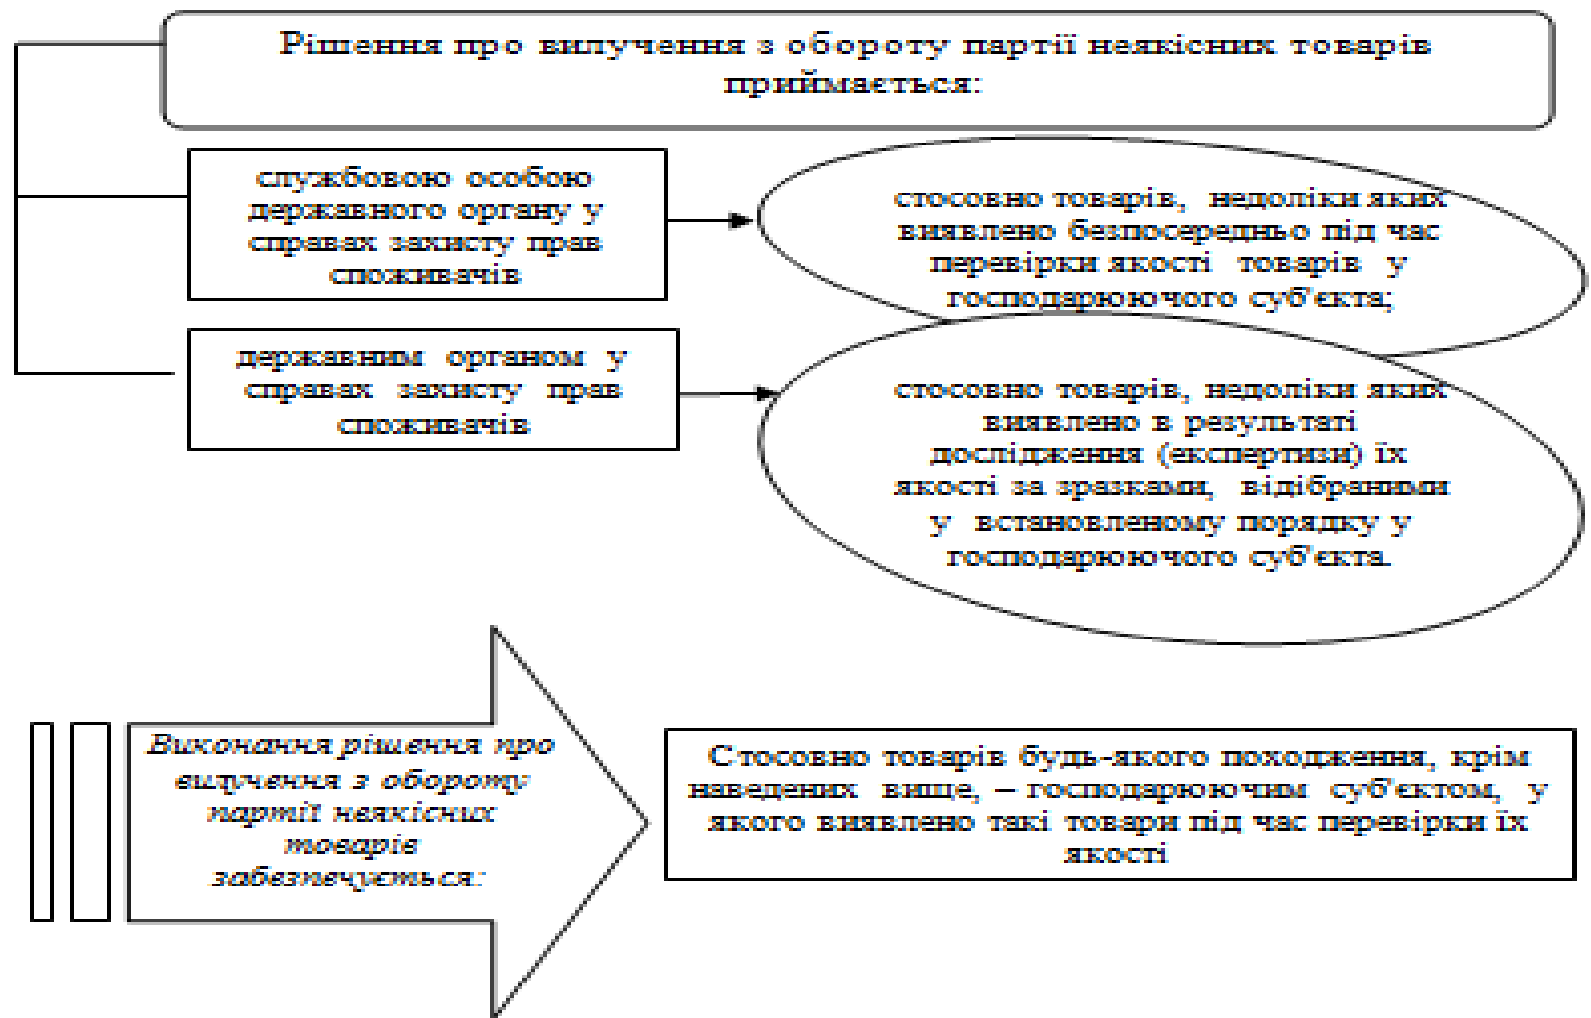 Рішення про вилучення з обороту партії неякісних товарів
приймається:
службовою особою
державного органу у
справах захисту прав
споживачів
стосовно товарів, недоліки яких
виявлено безпосередньо під час
перевірки якості товарів у
господарюючого суб'єкта;
державним органом у
справах захисту прав
споживачів
стосовно товарів, недоліки яких
виявлено в результаті
дослідження (експертизи) їх
якості за зразками, відібраними
у встановленому порядку у
господарюючого суб'єкта.
Виконання рішення про
вилучення з обороту
партії неякісних
товарів
забезпечується:
Стосовно товарів будь-якого походження, крім
наведених вище, – господарюючим суб'єктом, у
якого виявлено такі товари під час перевірки їх
якості